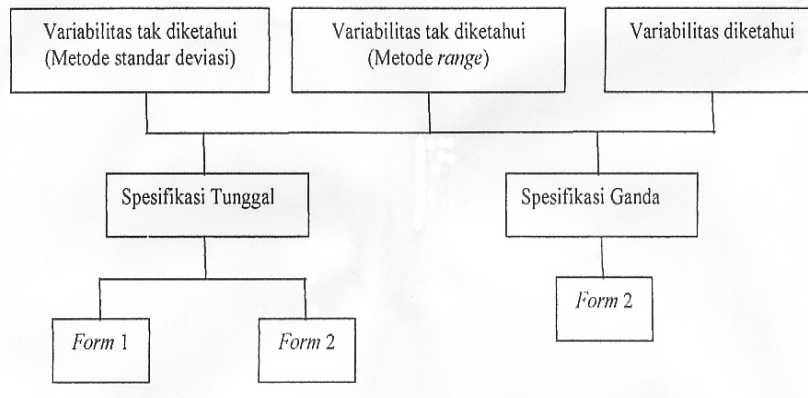 Variabilitas tak diketahui
(Metode standar deviasi)
Variabilitas tak diketahui
(Metode range)
Variabilitas diketahui
Spesifikasi Tunggal
Spesifikasi Ganda
Form 1
Form 2
Form 2